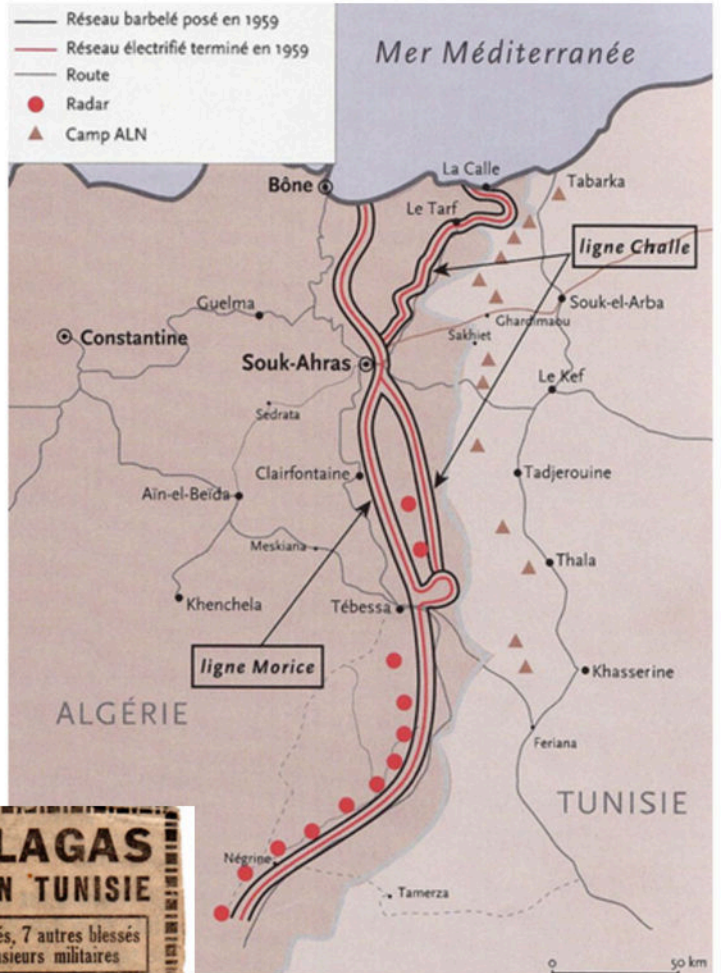 Réseau barbelé posé en 1959
Réseau électrifié terminé en 1959
Route
Radar
Camp ALN
Mer Méditerranée
La Calle
Bône
Tabarka
Le Tarf
ligne Challe
Guelma
Souk-el-Arba
Ghardimaou
Constantine
Sakhiet
Souk-Ahras
Le Kef
Sedrata
Clairfontaine
Tadjerouine
Aïn-el-Beïda
Meskiana
Thala
Khenchela
Tébessa
ligne Morice
Khasserine
ALGÉRIE
Feriana
TUNISIE
LAGAS
N TUNISIE
Négrine
és, 7 autres blessés
sieurs militaires
Tamerza
0 50 km